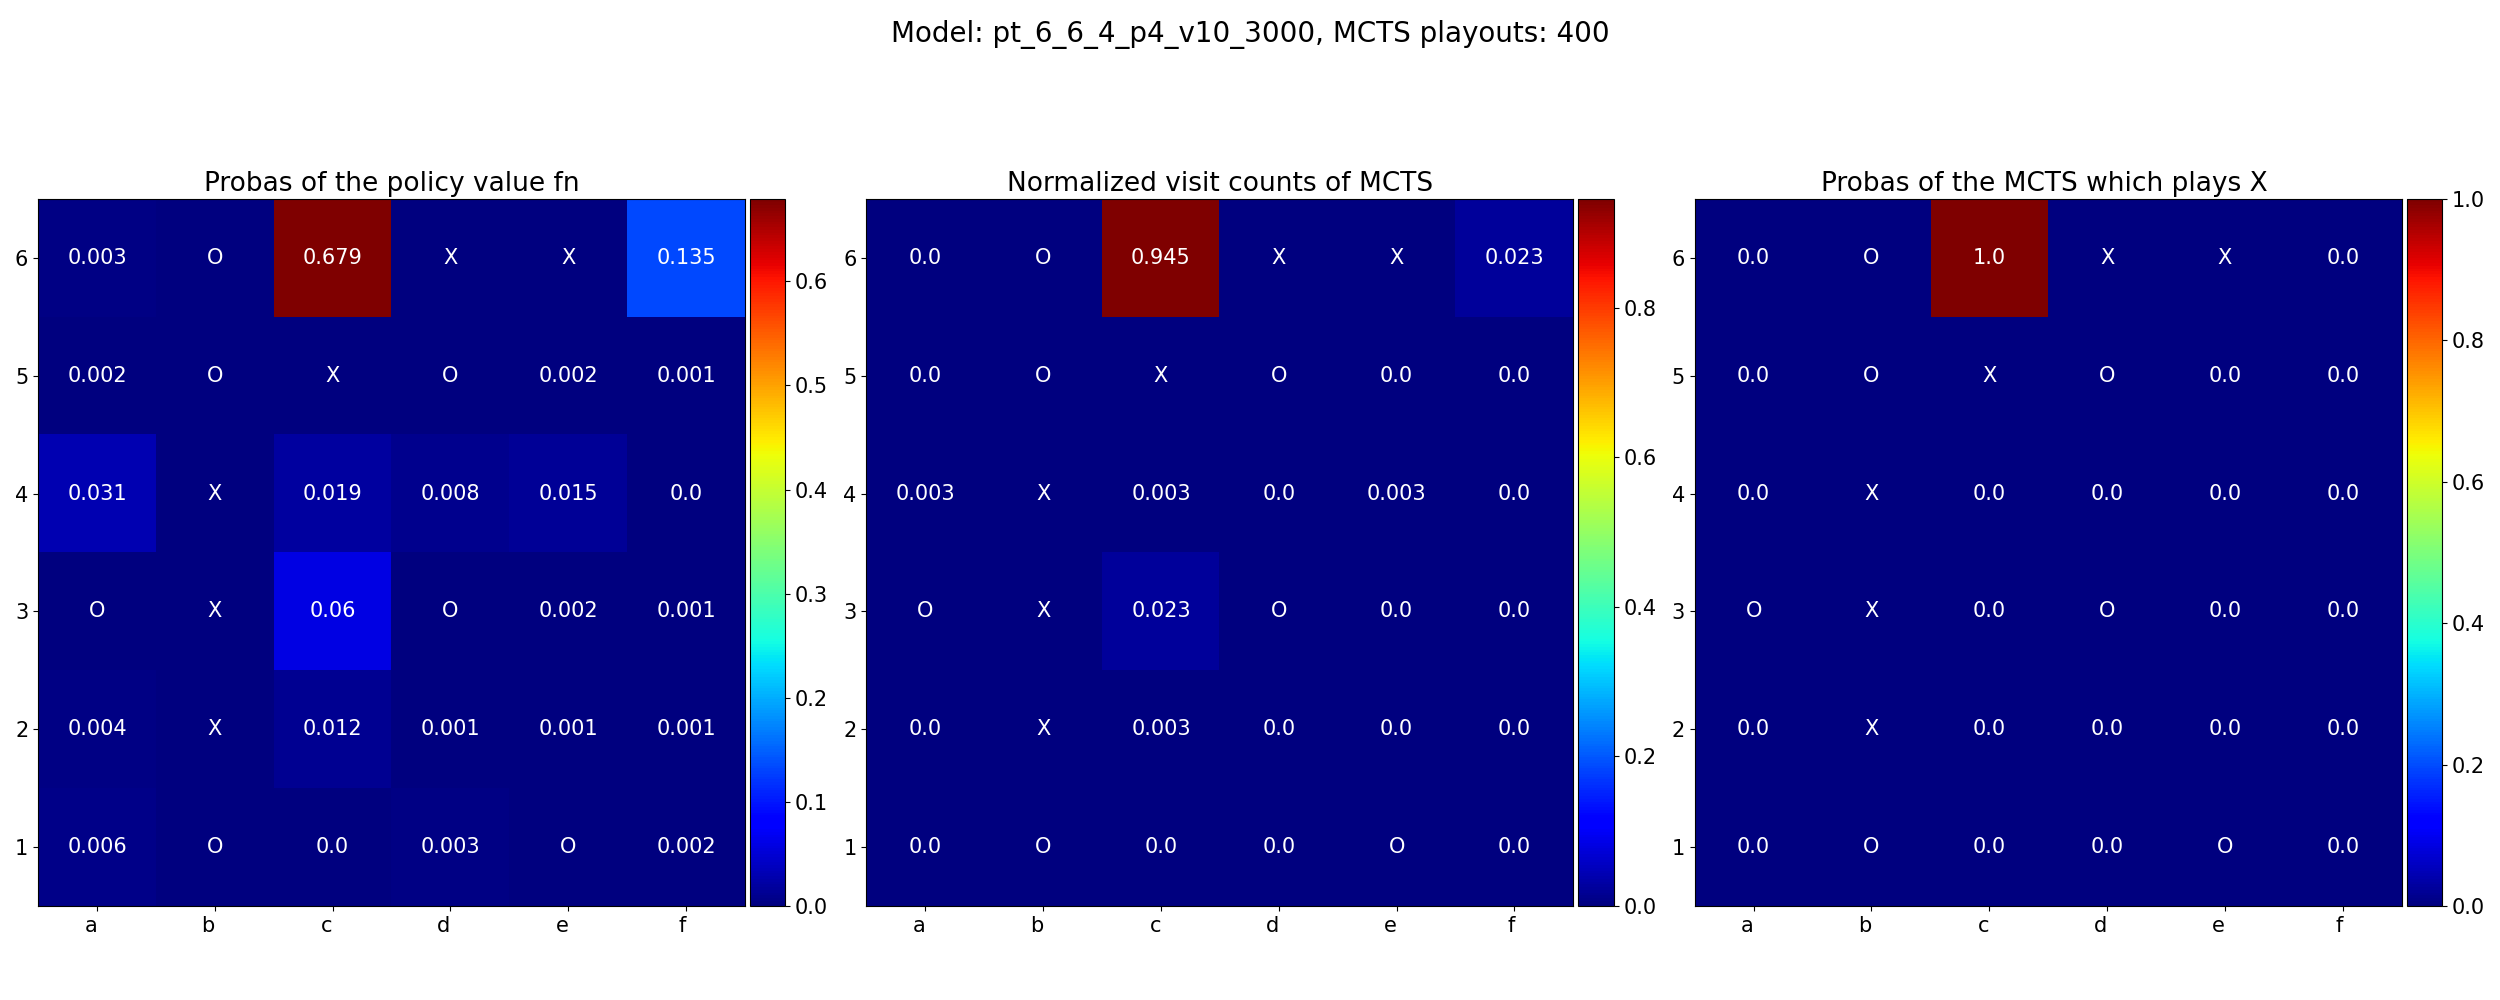 Model: pt_6_6_4_p4_v10_3000, MCTS playouts: 400
Probas of the policy value fn
6 0.003 O 0.679 X X 0.135
5 0.002 O X O 0.002 0.001
4 0.031 X 0.019 0.008 0.015 0.0
3 O X 0.06 O 0.002 0.001
2 0.004 X 0.012 0.001 0.001 0.001
1 0.006 O 0.0 0.003 O 0.002
a b c d e f
0.6
0.5
0.4
0.3
0.2
0.1
0.0
Normalized visit counts of MCTS
6 0.0 O 0.945 X X 0.023
5 0.0 O X O 0.0 0.0
4 0.003 X 0.003 0.0 0.003 0.0
3 O X 0.023 O 0.0 0.0
2 0.0 X 0.003 0.0 0.0 0.0
1 0.0 O 0.0 0.0 O 0.0
a b c d e f
0.8
0.6
0.4
0.2
0.0
Probas of the MCTS which plays X
6 0.0 O 1.0 X X 0.0
5 0.0 O X O 0.0 0.0
4 0.0 X 0.0 0.0 0.0 0.0
3 O X 0.0 O 0.0 0.0
2 0.0 X 0.0 0.0 0.0 0.0
1 0.0 O 0.0 0.0 O 0.0
a b c d e f
1.0
0.8
0.6
0.4
0.2
0.0